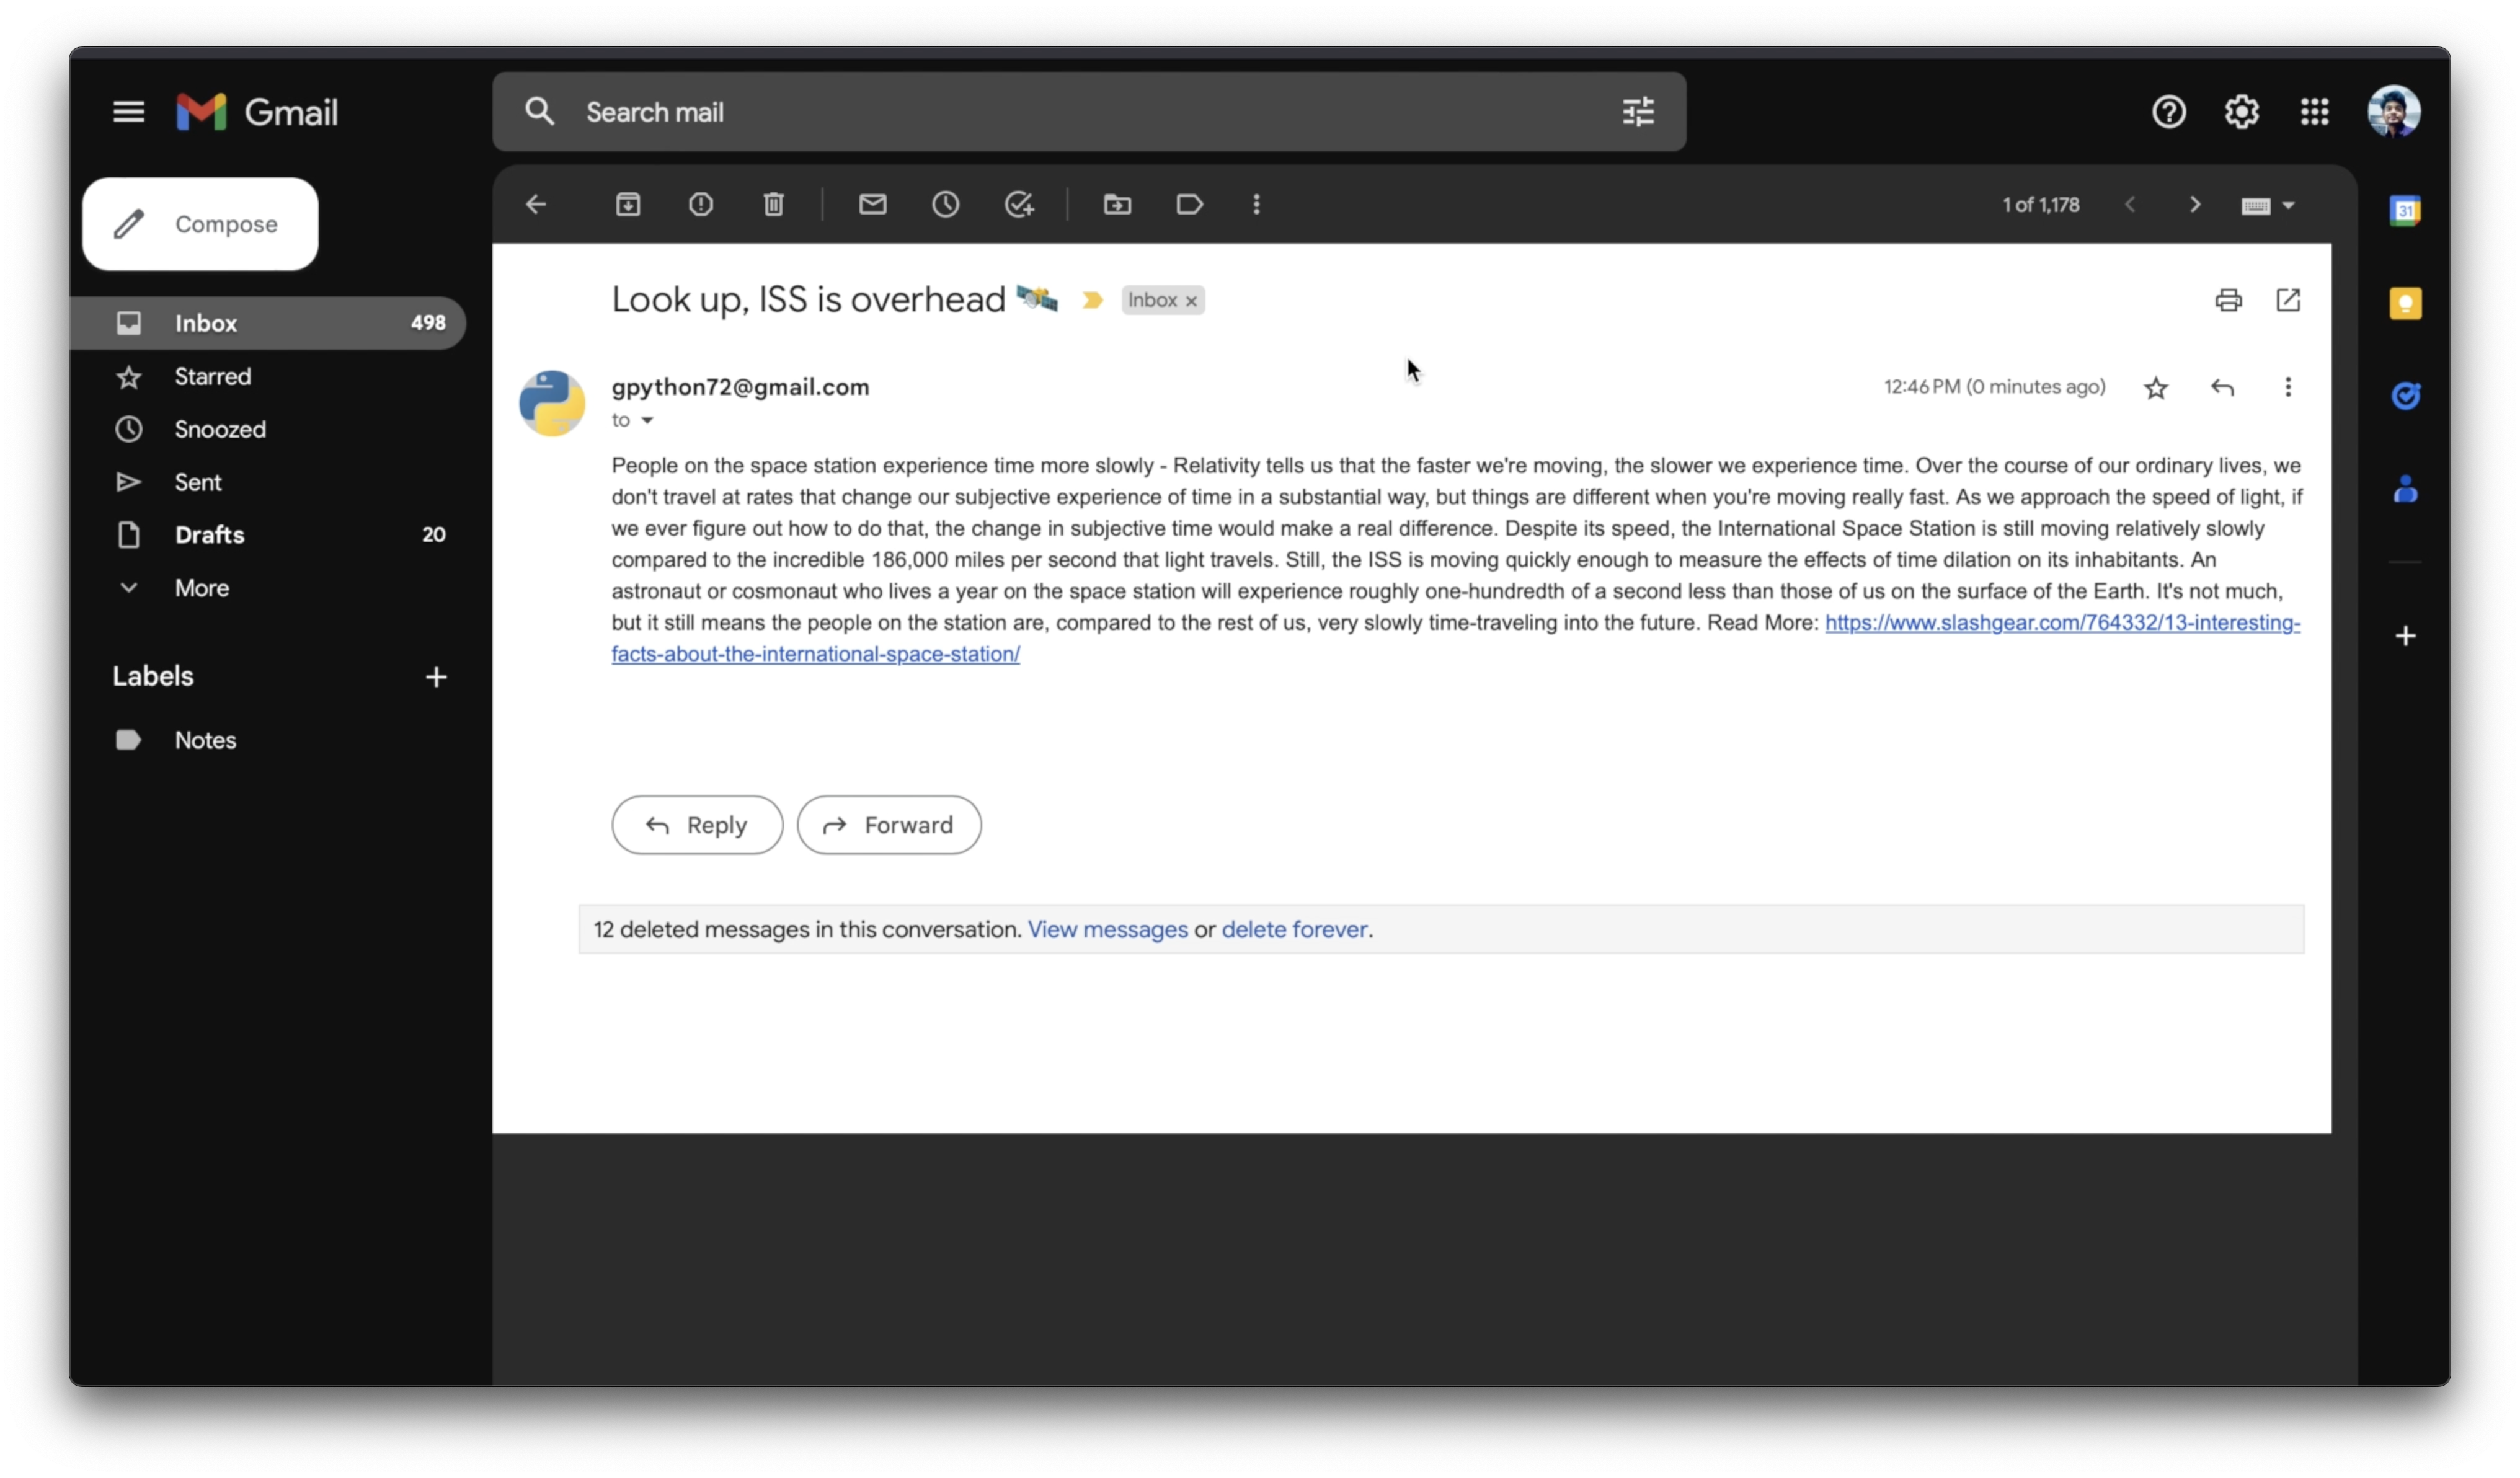 Gmail
Search mail
Compose
1 of 1,178
31
Inbox 498
Starred
Snoozed
Sent
Drafts 20
More
Labels
Notes
Look up, ISS is overhead 🛰️ Inbox ×
gpython72@gmail.com
12:46 PM (0 minutes ago)
to
People on the space station experience time more slowly - Relativity tells us that the faster we're moving, the slower we experience time. Over the course of our ordinary lives, we
don't travel at rates that change our subjective experience of time in a substantial way, but things are different when you're moving really fast. As we approach the speed of light, if
we ever figure out how to do that, the change in subjective time would make a real difference. Despite its speed, the International Space Station is still moving relatively slowly
compared to the incredible 186,000 miles per second that light travels. Still, the ISS is moving quickly enough to measure the effects of time dilation on its inhabitants. An
astronaut or cosmonaut who lives a year on the space station will experience roughly one-hundredth of a second less than those of us on the surface of the Earth. It's not much,
but it still means the people on the station are, compared to the rest of us, very slowly time-traveling into the future. Read More: https://www.slashgear.com/764332/13-interesting-
facts-about-the-international-space-station/
Reply
Forward
12 deleted messages in this conversation. View messages or delete forever.